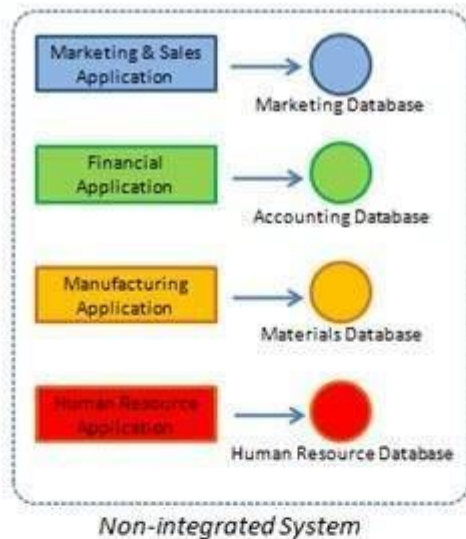 Marketing & Sales
Application
Marketing Database
Financial
Application
Accounting Database
Manufacturing
Application
Materials Database
Human Resource
Application
Human Resource Database
Non-integrated System